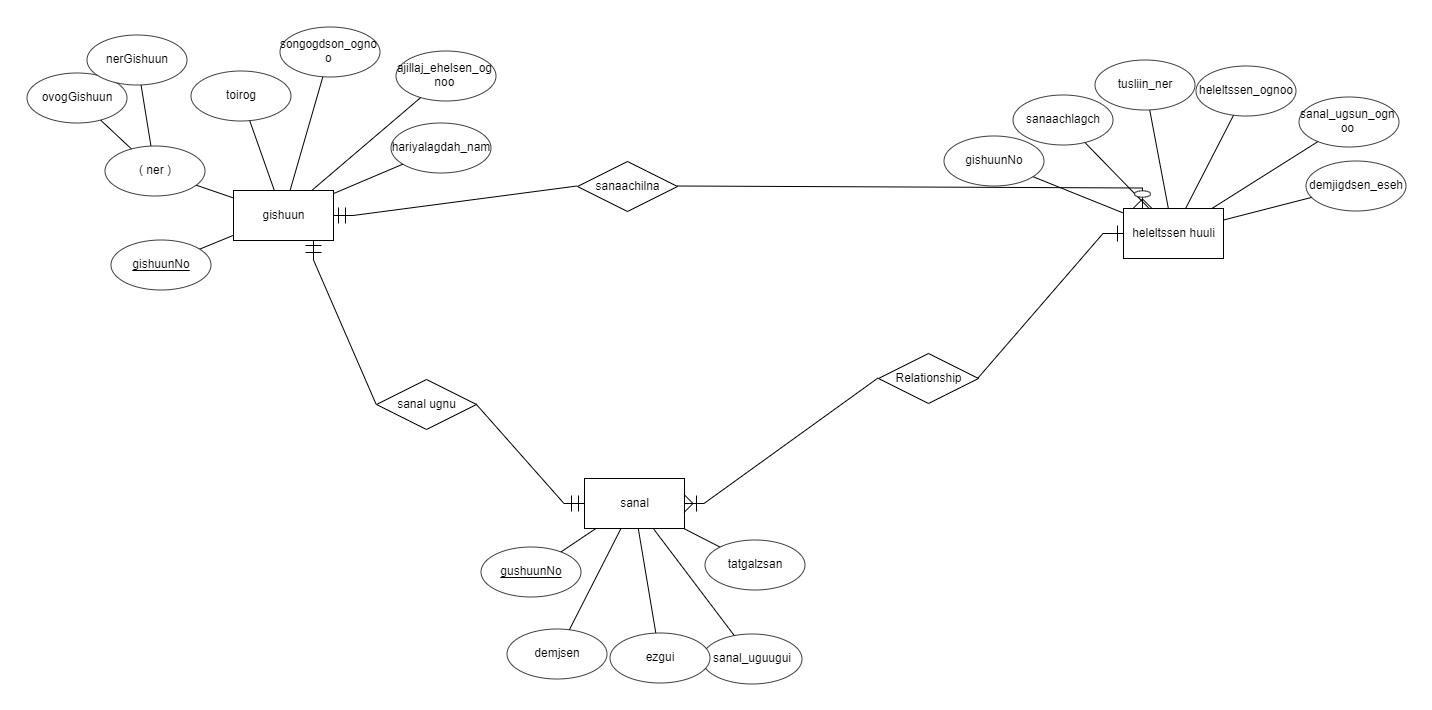 songogdson_ogno
o
nerGishuun
ajillaj_ehelsen_og
noo
ovogGishuun
toirog
hariyalagdah_nam
( ner )
gishuun
gishuunNo
sanaachilna
tusliin_ner
heleltssen_ognoo
sanaachlagch
sanal_ugsun_ogn
oo
gishuunNo
demjigdsen_eseh
heleltssen huuli
Relationship
sanal ugnu
sanal
gushuunNo
tatgalzsan
demjsen
ezgui
sanal_uguugui